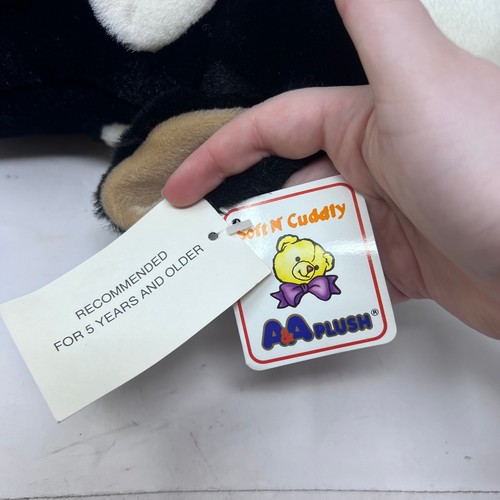 RECOMMENDED
FOR 5 YEARS AND OLDER
Soft N' Cuddly
A&A PLUSH®